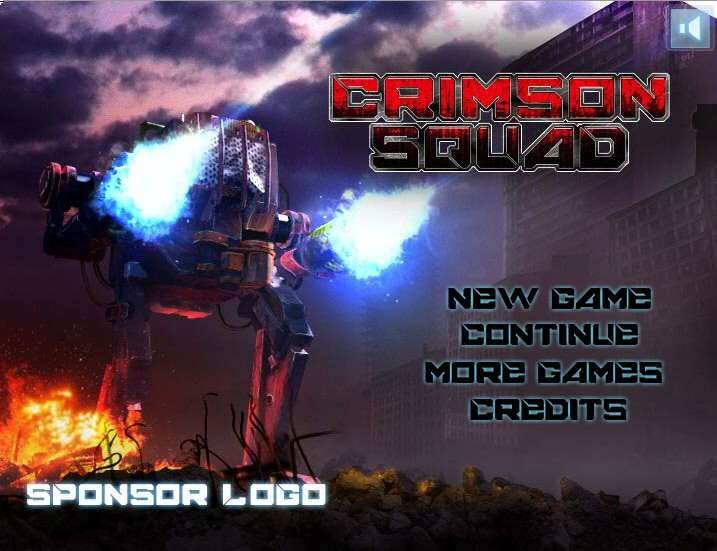 CRIMSON
SQUAD
NEW GAME
CONTINUE
MORE GAMES
CREDITS
SPONSOR LOGO